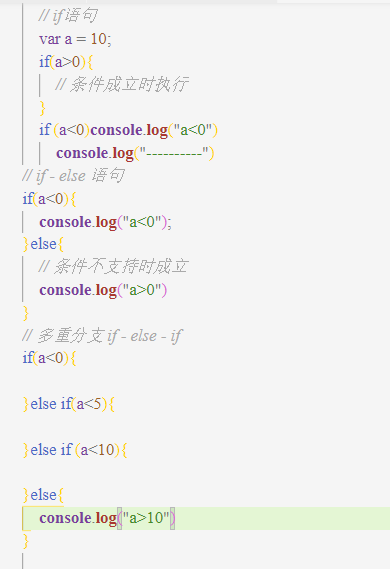 // if语句
var a = 10;
if(a>0){
// 条件成立时执行
}
if (a<0)console.log("a<0")
console.log("----------")
// if - else 语句
if(a<0){
console.log("a<0");
}else{
// 条件不支持时成立
console.log("a>0")
}
// 多重分支 if - else - if
if(a<0){
}else if(a<5){
}else if (a<10){
}else{
console.log("a>10")
}